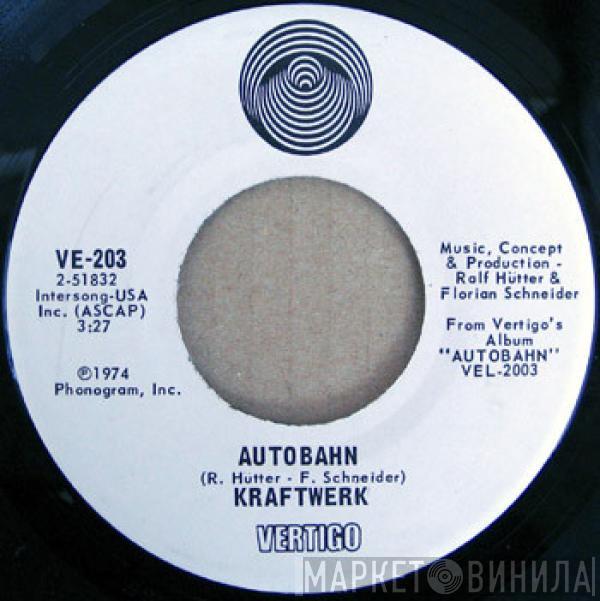 VE-203
2-51832
Intersong-USA
Inc. (ASCAP)
3:27
℗1974
Phonogram, Inc.
Music, Concept
& Production -
Ralf Hütter &
Florian Schneider
From Vertigo's
Album
"AUTOBAHN"
VEL-2003
AUTOBAHN
(R. Hütter - F. Schneider)
KRAFTWERK
VERTIGO
МАРКЕТ ВИНИЛА